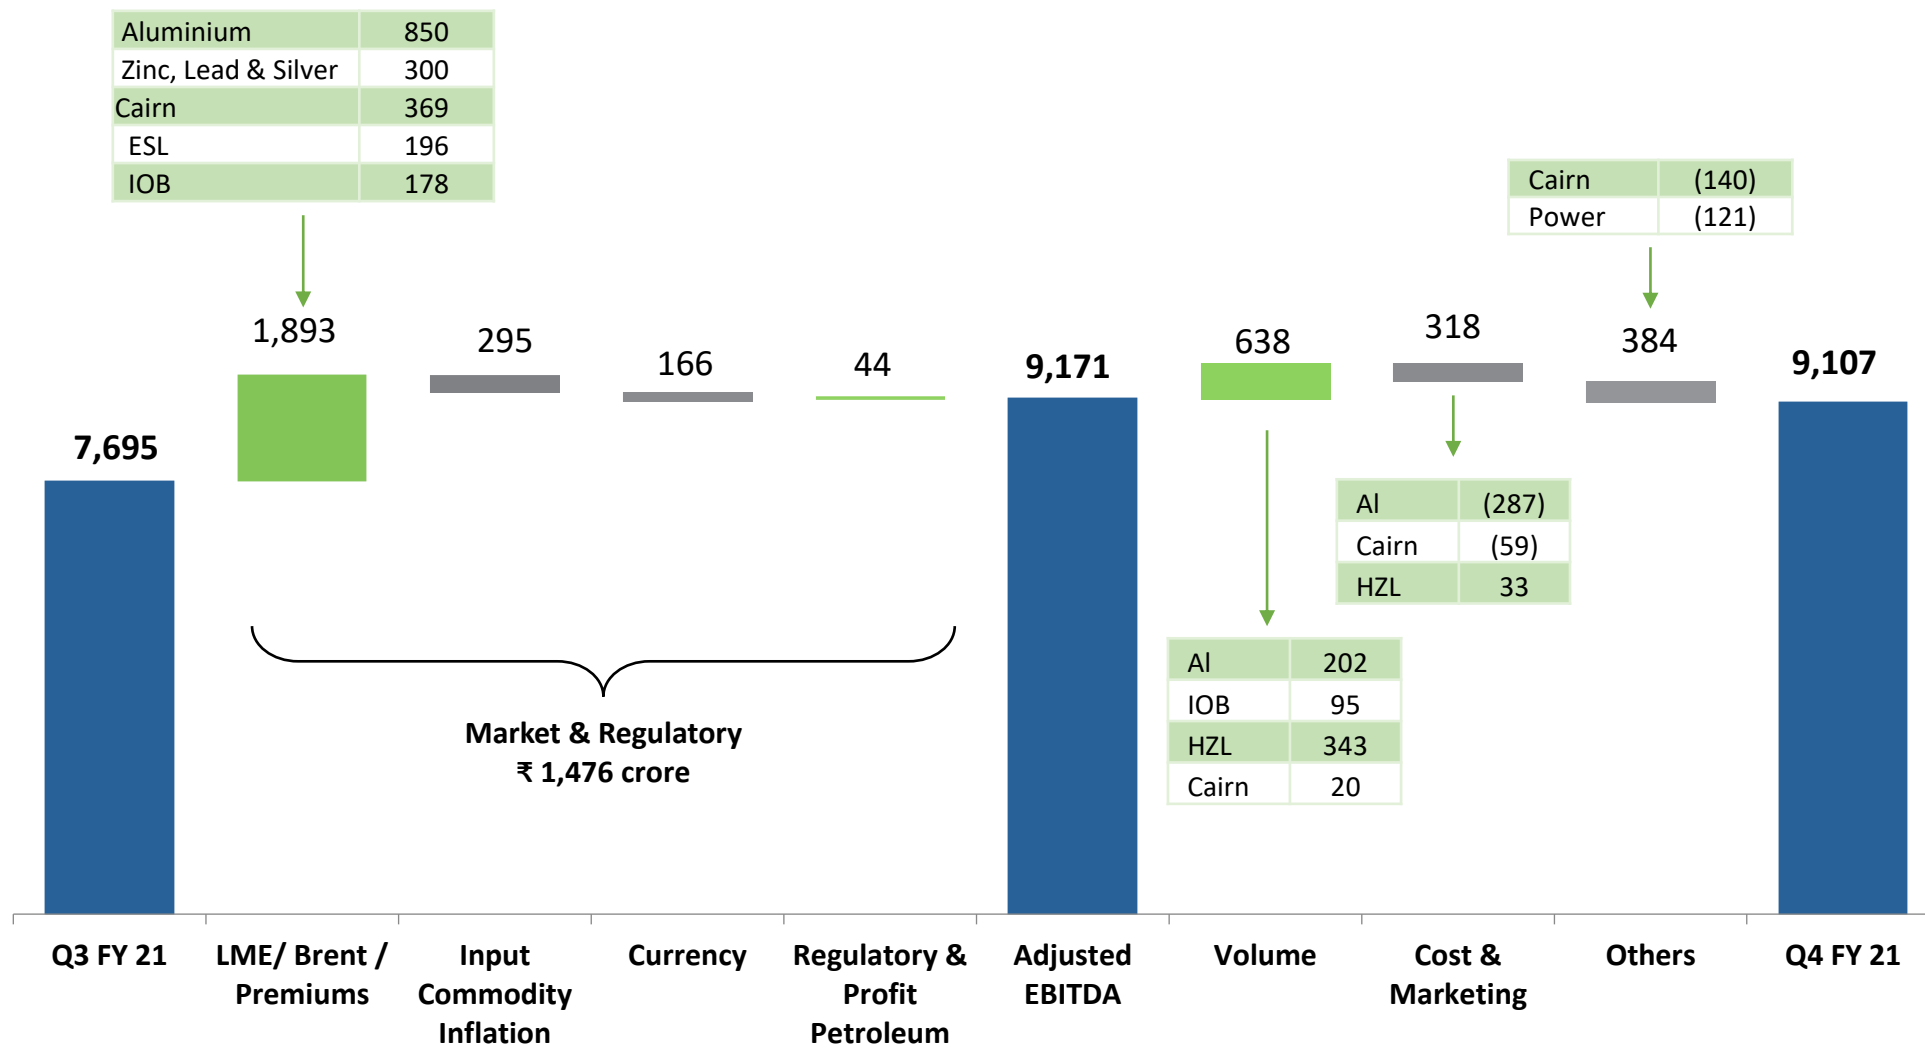 Aluminium 850
Zinc, Lead & Silver 300
Cairn 369
ESL 196
IOB 178
Cairn (140)
Power (121)
7,695
1,893
295
166
44
9,171
638
318
384
9,107
Al (287)
Cairn (59)
HZL 33
Al 202
IOB 95
HZL 343
Cairn 20
Market & Regulatory
₹ 1,476 crore
Q3 FY 21
LME/ Brent /
Premiums
Input
Commodity
Inflation
Currency
Regulatory &
Profit
Petroleum
Adjusted
EBITDA
Volume
Cost &
Marketing
Others
Q4 FY 21